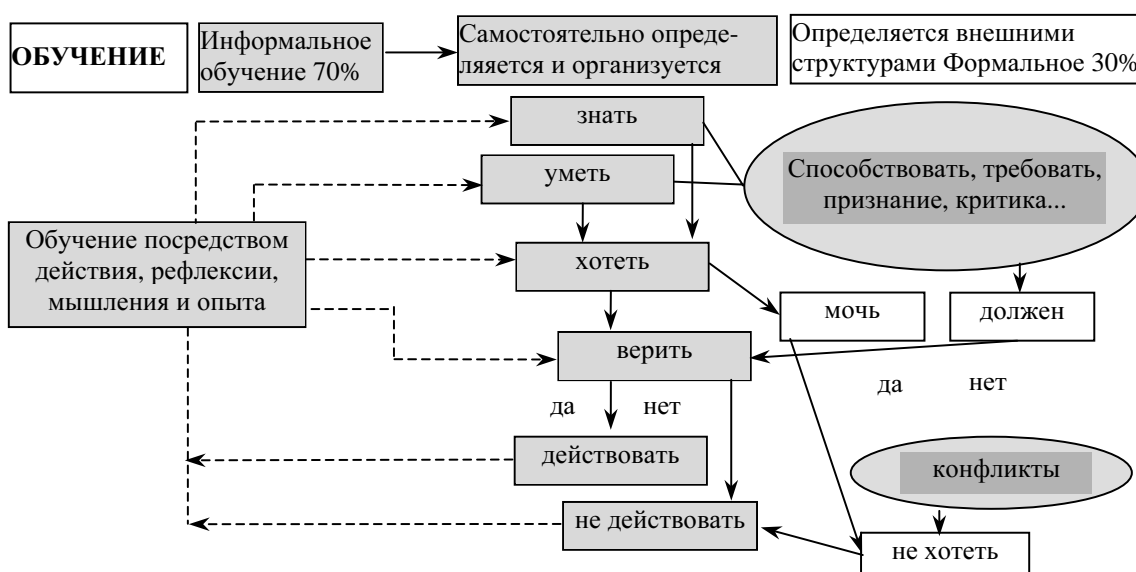 ОБУЧЕНИЕ
Информальное
обучение 70%
Самостоятельно опреде-
ляяется и организуется
Определяется внешними
структурами Формальное 30%
знать
уметь
Способствовать, требовать,
признание, критика...
Обучение посредством
действия, рефлексии,
мышления и опыта
хотеть
мочь
должен
верить
да нет
да нет
действовать
конфликты
не действовать
не хотеть